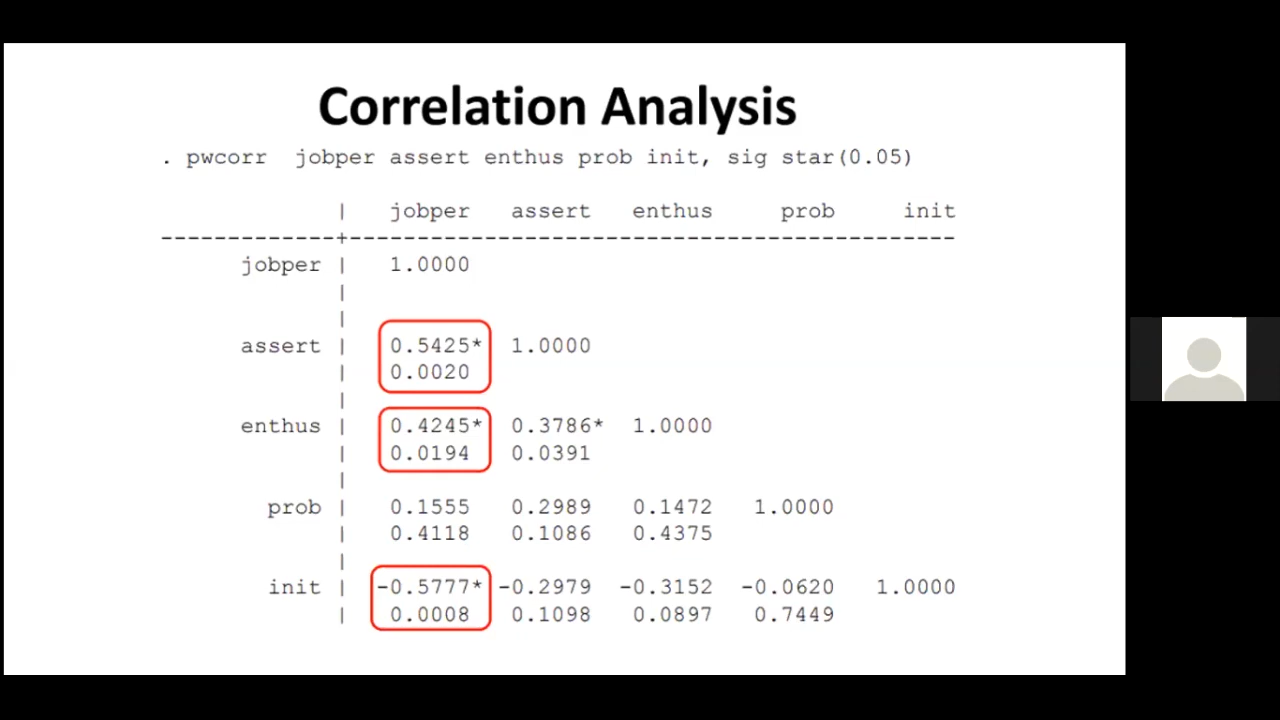 Correlation Analysis
. pwcorr  jobper assert enthus prob init, sig star(0.05)
             |   jobper   assert   enthus     prob     init
-------------+---------------------------------------------
      jobper |   1.0000
             |
             |
      assert |   0.5425*  1.0000
             |   0.0020
             |
      enthus |   0.4245*  0.3786*  1.0000
             |   0.0194   0.0391
             |
        prob |   0.1555   0.2989   0.1472   1.0000
             |   0.4118   0.1086   0.4375
             |
        init |  -0.5777* -0.2979  -0.3152  -0.0620   1.0000
             |   0.0008   0.1098   0.0897   0.7449